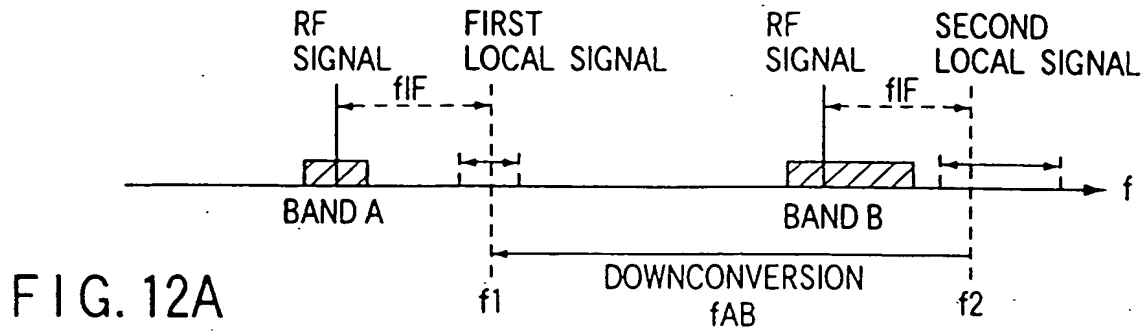 RF
SIGNAL
FIRST
LOCAL SIGNAL
RF
SIGNAL
SECOND
LOCAL SIGNAL
fIF
fIF
f
BAND A
BAND B
DOWNCONVERSION
fAB
f1
f2
FIG. 12A